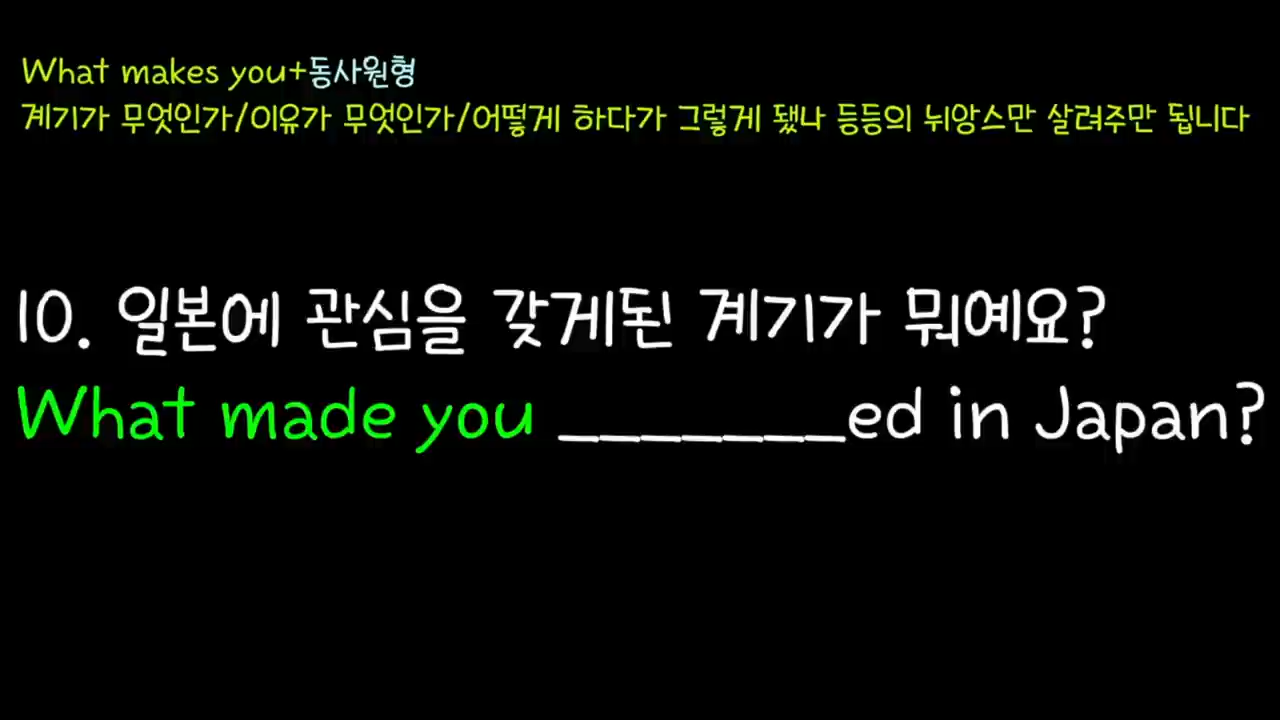 What makes you+동사원형
계기가 무엇인가/이유가 무엇인가/어떻게 하다가 그렇게 됐나 등등의 뉘앙스만 살려주만 됩니다
10. 일본에 관심을 갖게된 계기가 뭐예요?
What made you _______ed in Japan?